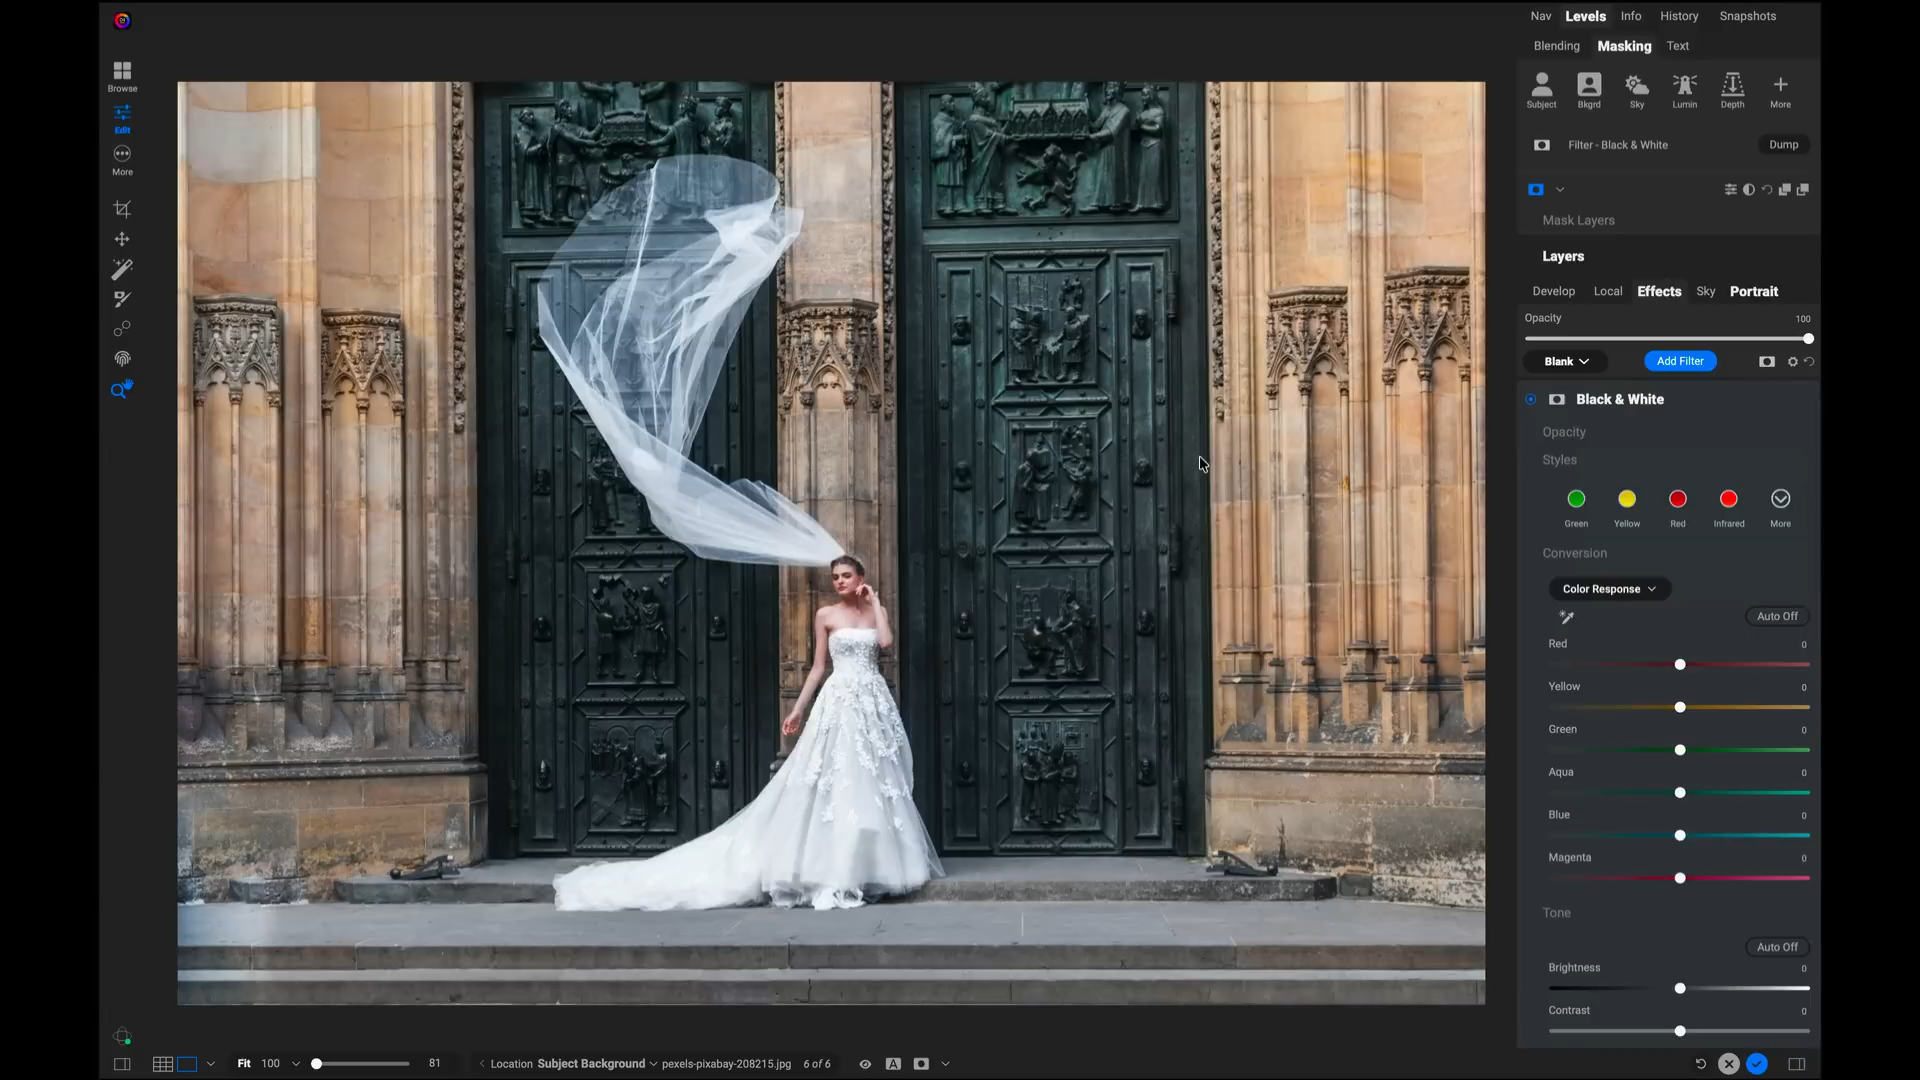 Nav Levels Info History Snapshots
Blending Masking Text
Subject Bkgrd Sky Lumin Depth More
Filter - Black & White Dump
Mask Layers
Layers
Develop Local Effects Sky Portrait
Opacity 100
Blank Add Filter
Black & White
Opacity
Styles
Green Yellow Red Infrared More
Conversion
Color Response
Auto Off
Red 0
Yellow 0
Green 0
Aqua 0
Blue 0
Magenta 0
Tone
Auto Off
Brightness 0
Contrast 0
Browse
Edit
More
Fit 100 81 Location Subject Background pexels-pixabay-208215.jpg 6 of 6 A